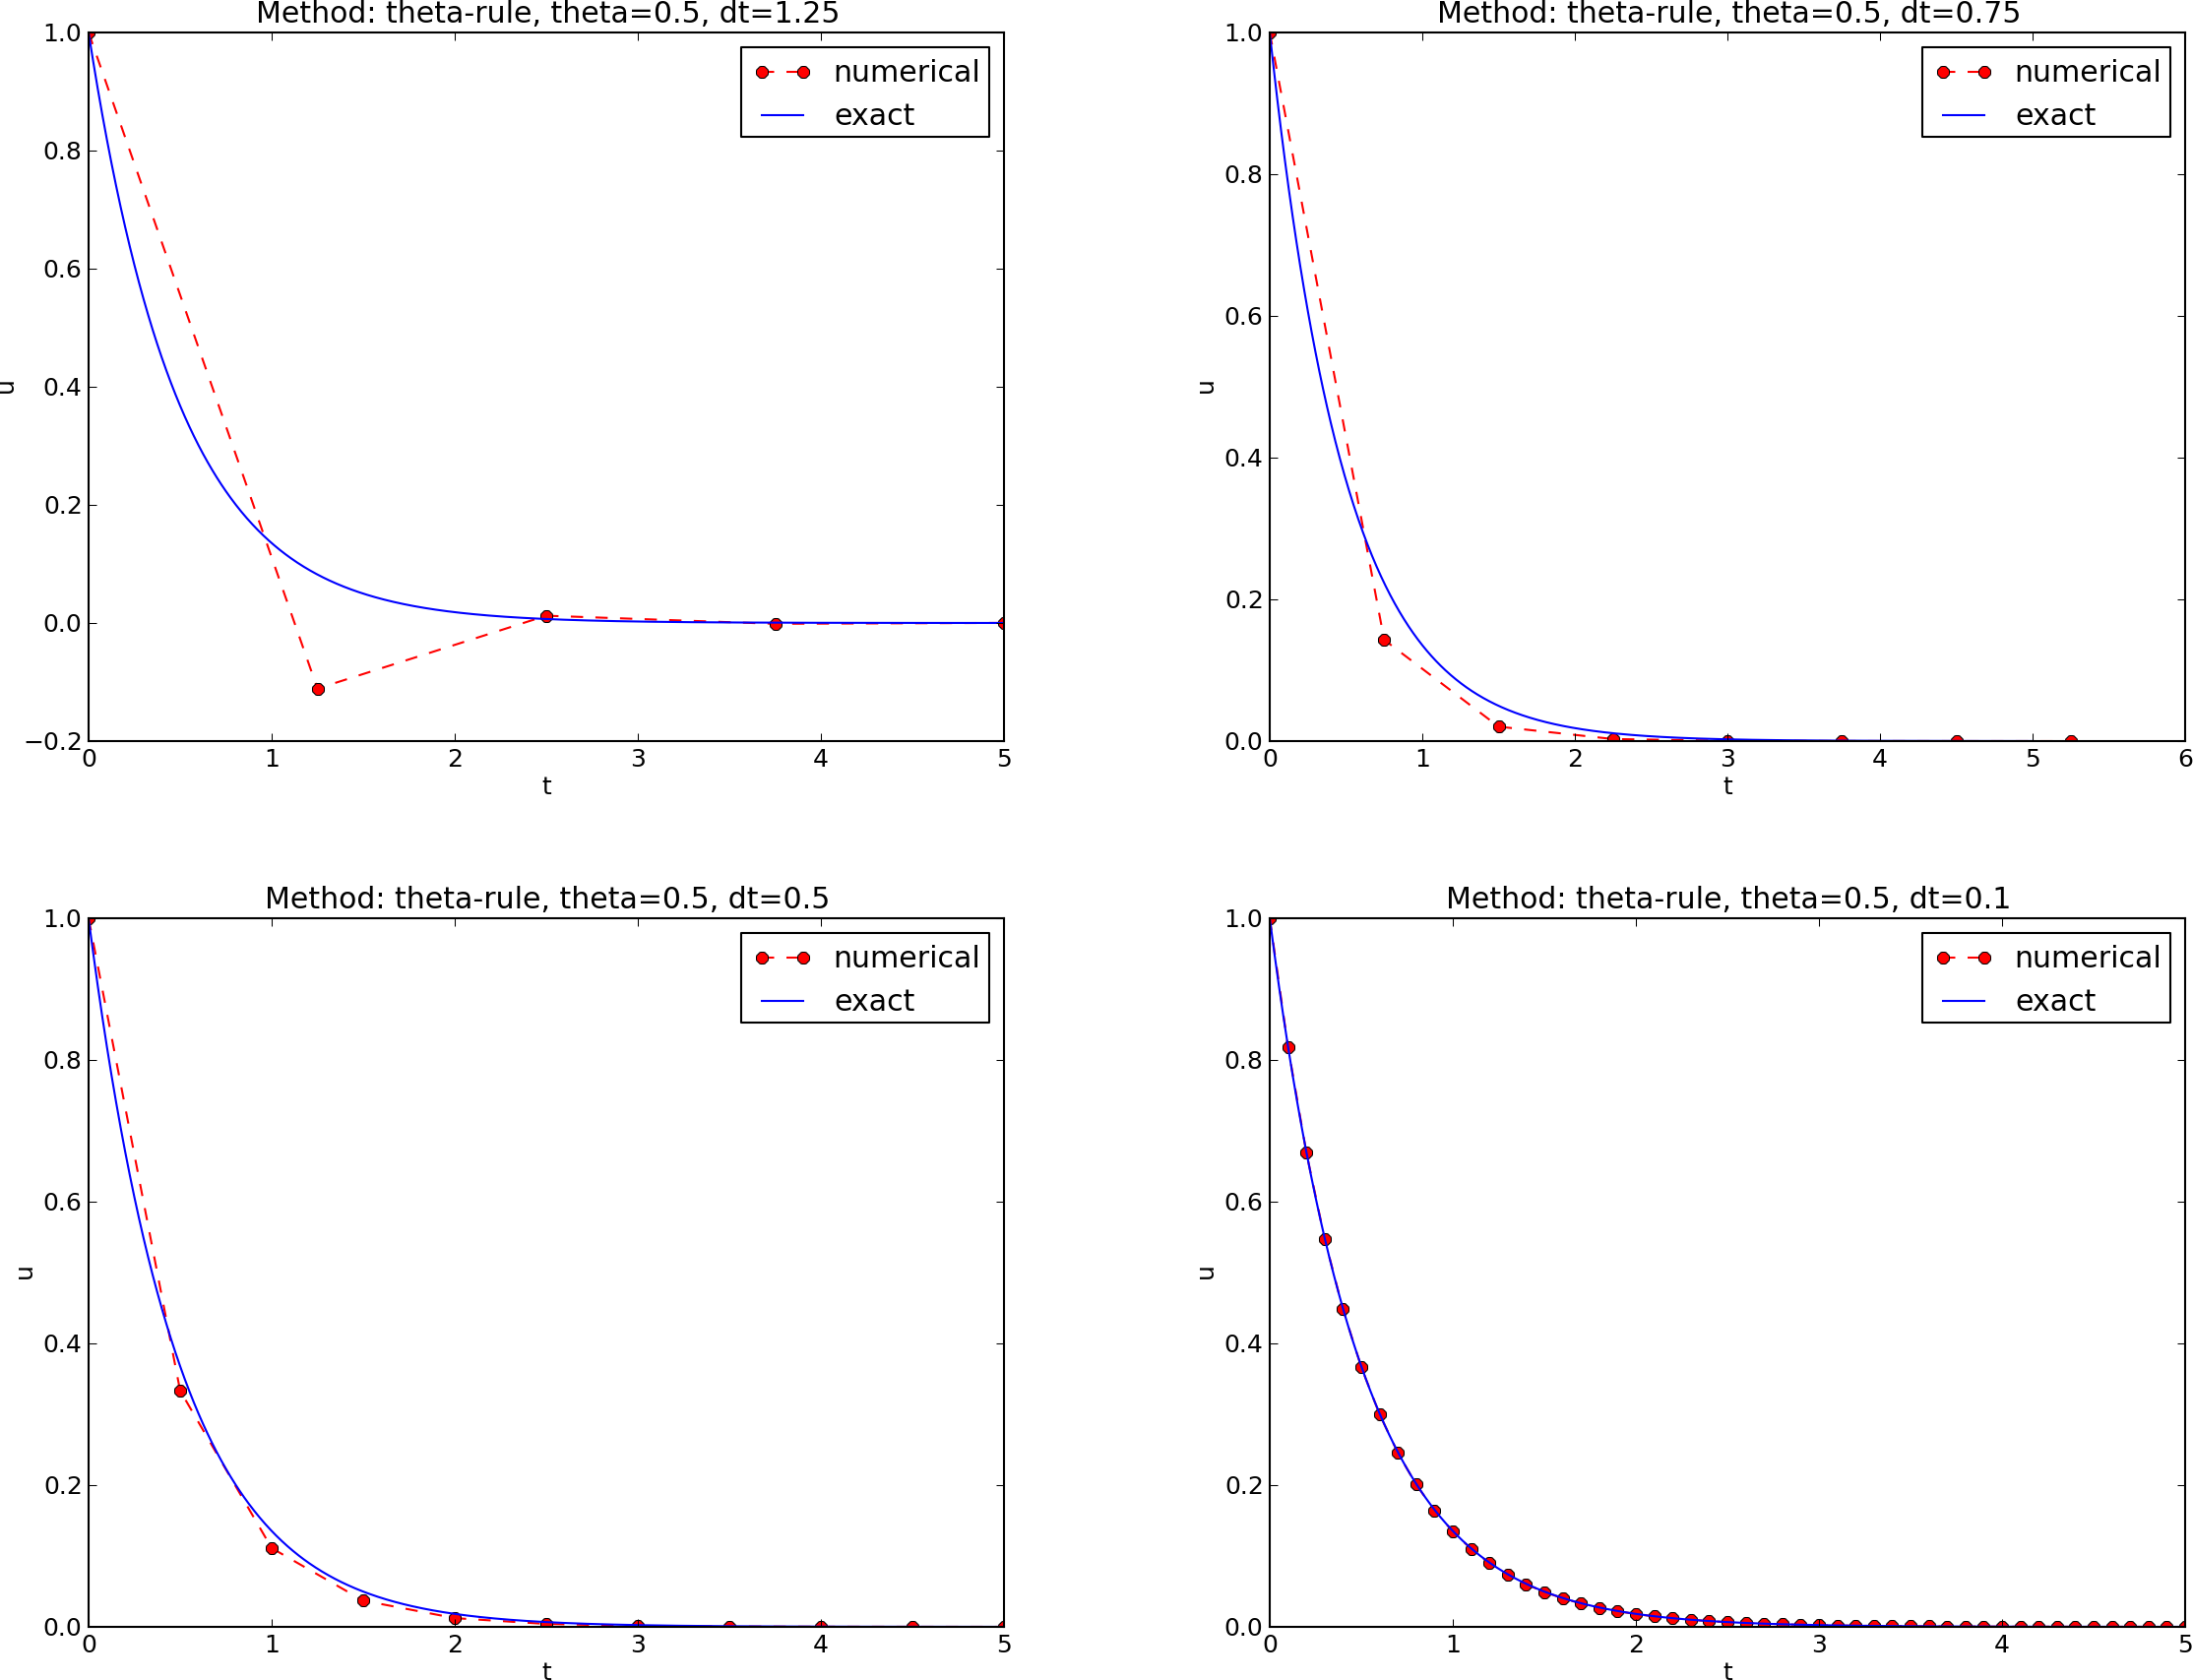 Method: theta-rule, theta=0.5, dt=1.25
1.0
0.8
0.6
0.4
0.2
0.0
−0.2
u
numerical
exact
0 1 2 3 4 5
t
Method: theta-rule, theta=0.5, dt=0.75
1.0
0.8
0.6
0.4
0.2
0.0
u
numerical
exact
0 1 2 3 4 5 6
t
Method: theta-rule, theta=0.5, dt=0.5
1.0
0.8
0.6
0.4
0.2
0.0
u
numerical
exact
0 1 2 3 4 5
t
Method: theta-rule, theta=0.5, dt=0.1
1.0
0.8
0.6
0.4
0.2
0.0
u
numerical
exact
0 1 2 3 4 5
t